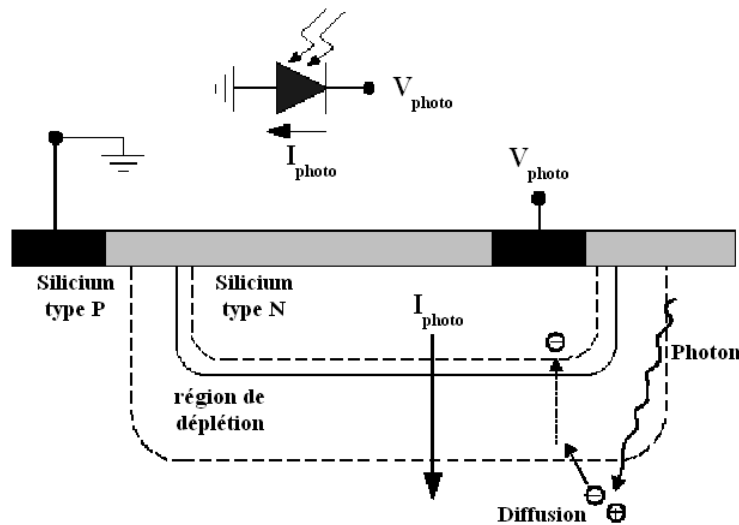 V photo
I photo
V photo
Silicium
type P
Silicium
type N
I photo
Photon
région de
déplétion
Diffusion